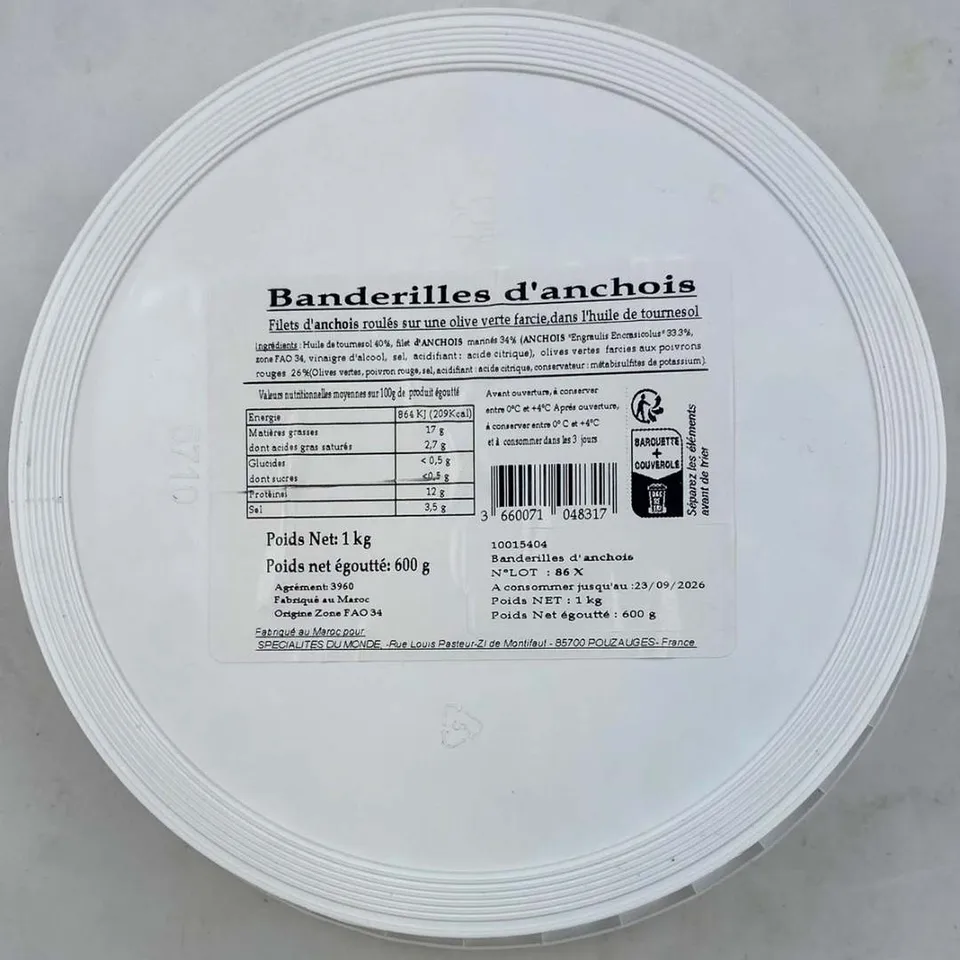 Banderilles d'anchois
Filets d'anchois roulés sur une olive verte farcie,dans l'huile de tournesol
Ingrédients : Huile de tournesol 40%, filet d'ANCHOIS marinés 34% (ANCHOIS "Engraulis Encrasicolus" 33.3%,
zone FAO 34, vinaigre d'alcool, sel, acidifiant: acide citrique), olives vertes farcies aux poivrons
rouges 26%(Olives vertes, poivron rouge, sel, acidifiant : acide citrique, conservateur : métabisulfites de potassium).
Valeurs nutritionnelles moyennes sur 100g de produit égoutté
Energie 864 KJ (209Kcal)
Matières grasses 17 g
dont acides gras saturés 2,7 g
Glucides < 0,5 g
dont sucres <0,5 g
Protéines 12 g
Sel 3,5 g
Avant ouverture, à conserver
entre 0°C et +4°C Après ouverture,
à conserver entre 0° C et +4°C
et à consommer dans les 3 jours
BARQUETTE
+
COUVERCLE
BAC
DE
TRI
Séparez les éléments
avant de trier
3 660071 048317
Poids Net: 1 kg
Poids net égoutté: 600 g
Agrément: 3960
Fabriqué au Maroc
Origine Zone FAO 34
10015404
Banderilles d'anchois
N°LOT : 86 X
A consommer jusqu'au :23/09/2026
Poids NET : 1 kg
Poids Net égoutté : 600 g
Fabriqué au Maroc pour
SPECIALITES DU MONDE, -Rue Louis Pasteur-ZI de Montifaut - 85700 POUZAUGES- France
5